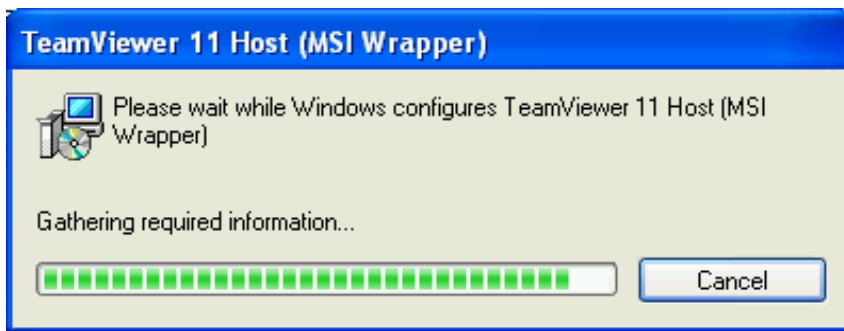 TeamViewer 11 Host (MSI Wrapper)
Please wait while Windows configures TeamViewer 11 Host (MSI
Wrapper)
Gathering required information...
Cancel